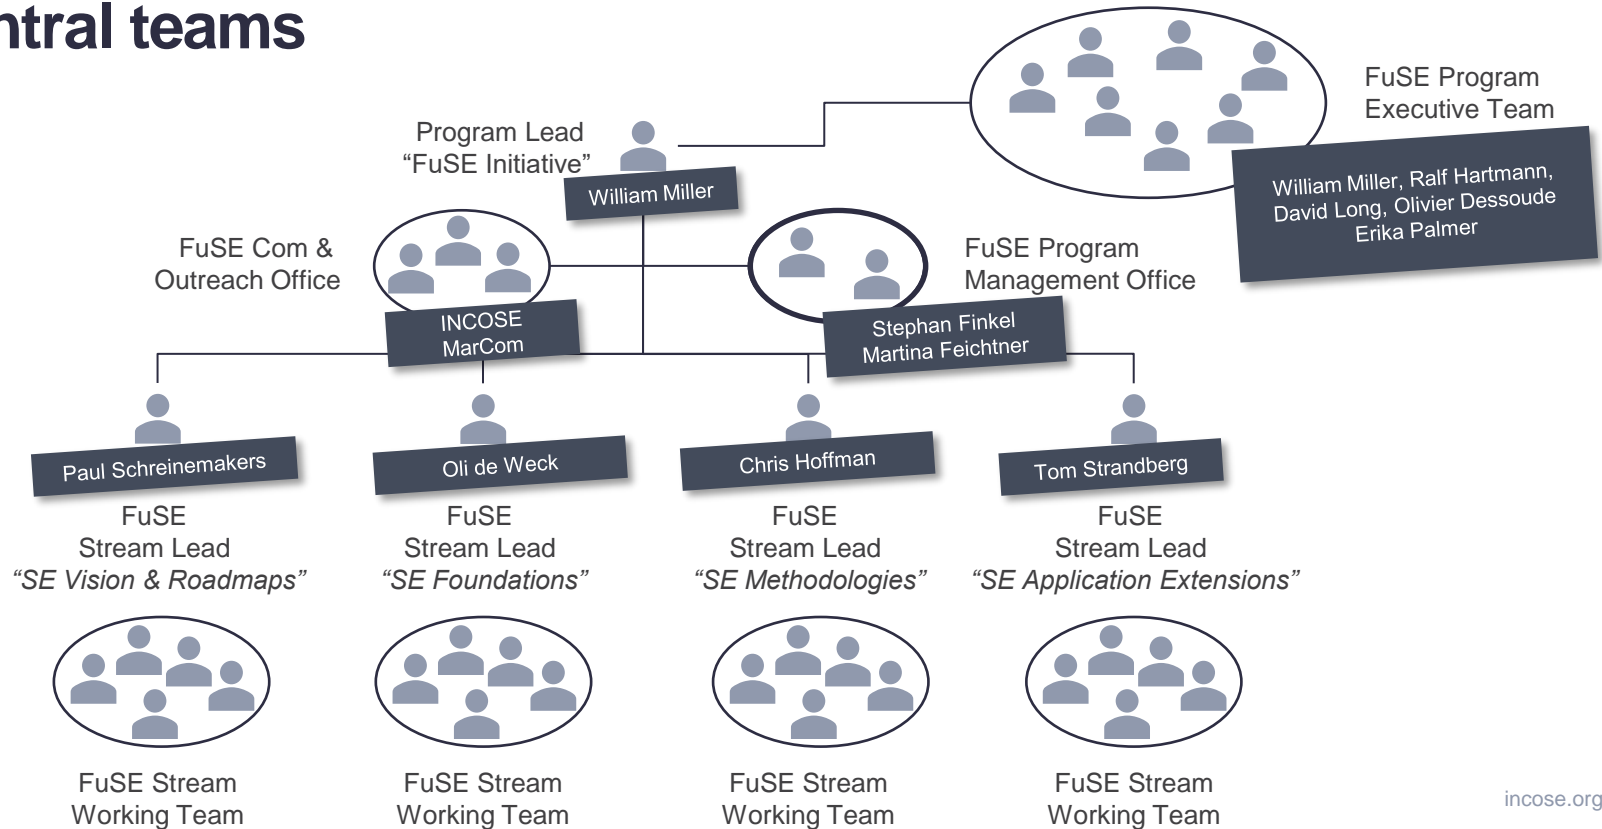 ntral teams
FuSE Program
Executive Team
William Miller, Ralf Hartmann,
David Long, Olivier Dessoude
Erika Palmer
Program Lead
“FuSE Initiative”
William Miller
FuSE Com &
Outreach Office
INCOSE
MarCom
FuSE Program
Management Office
Stephan Finkel
Martina Feichtner
Paul Schreinemakers
FuSE
Stream Lead
“SE Vision & Roadmaps”
Oli de Weck
FuSE
Stream Lead
“SE Foundations”
Chris Hoffman
FuSE
Stream Lead
“SE Methodologies”
Tom Strandberg
FuSE
Stream Lead
“SE Application Extensions”
FuSE Stream
Working Team
FuSE Stream
Working Team
FuSE Stream
Working Team
FuSE Stream
Working Team
incose.org